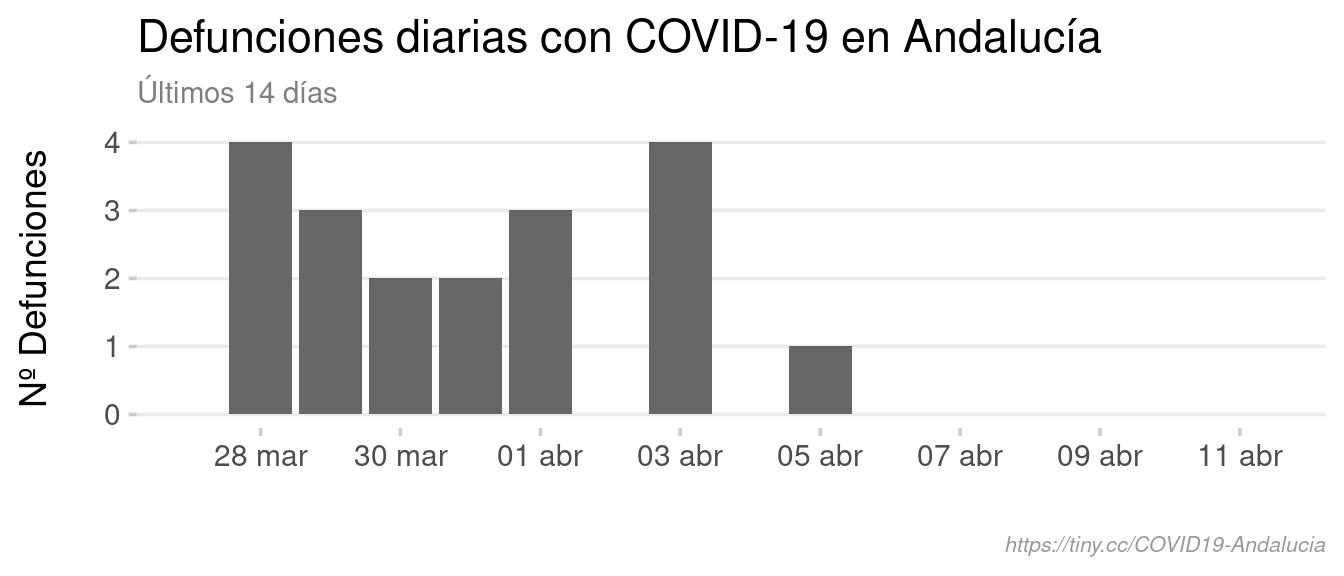 Defunciones diarias con COVID-19 en Andalucía
Últimos 14 días
Nº Defunciones
4
3
2
1
0
28 mar 30 mar 01 abr 03 abr 05 abr 07 abr 09 abr 11 abr
https://tiny.cc/COVID19-Andalucia